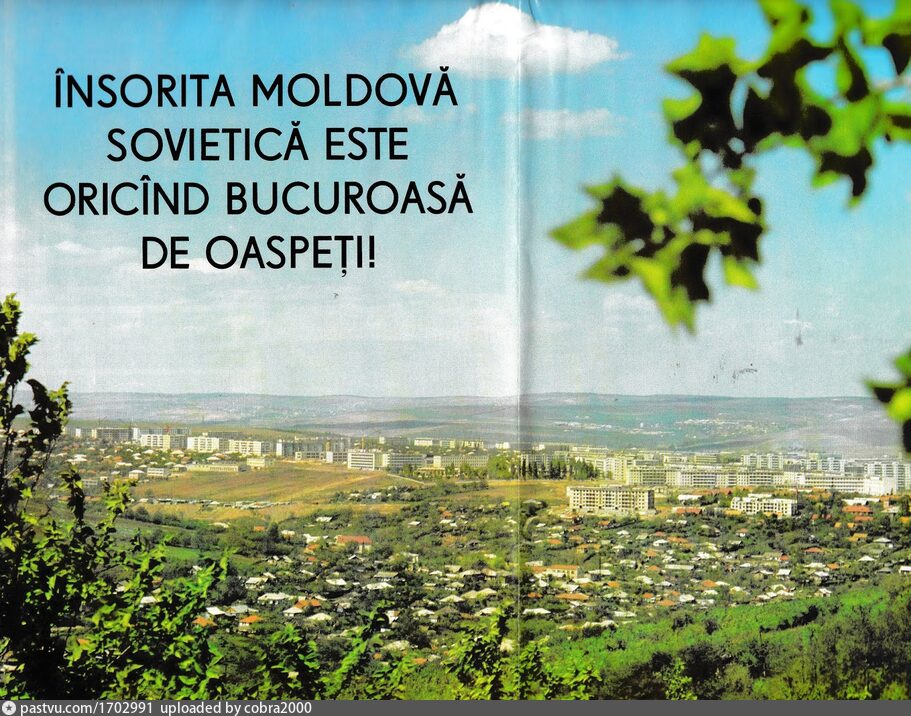 ÎNSORITA MOLDOVĂ
SOVIETICĂ ESTE
ORICÎND BUCUROASĂ
DE OASPEȚI!
pastvu.com/1702991 uploaded by cobra2000